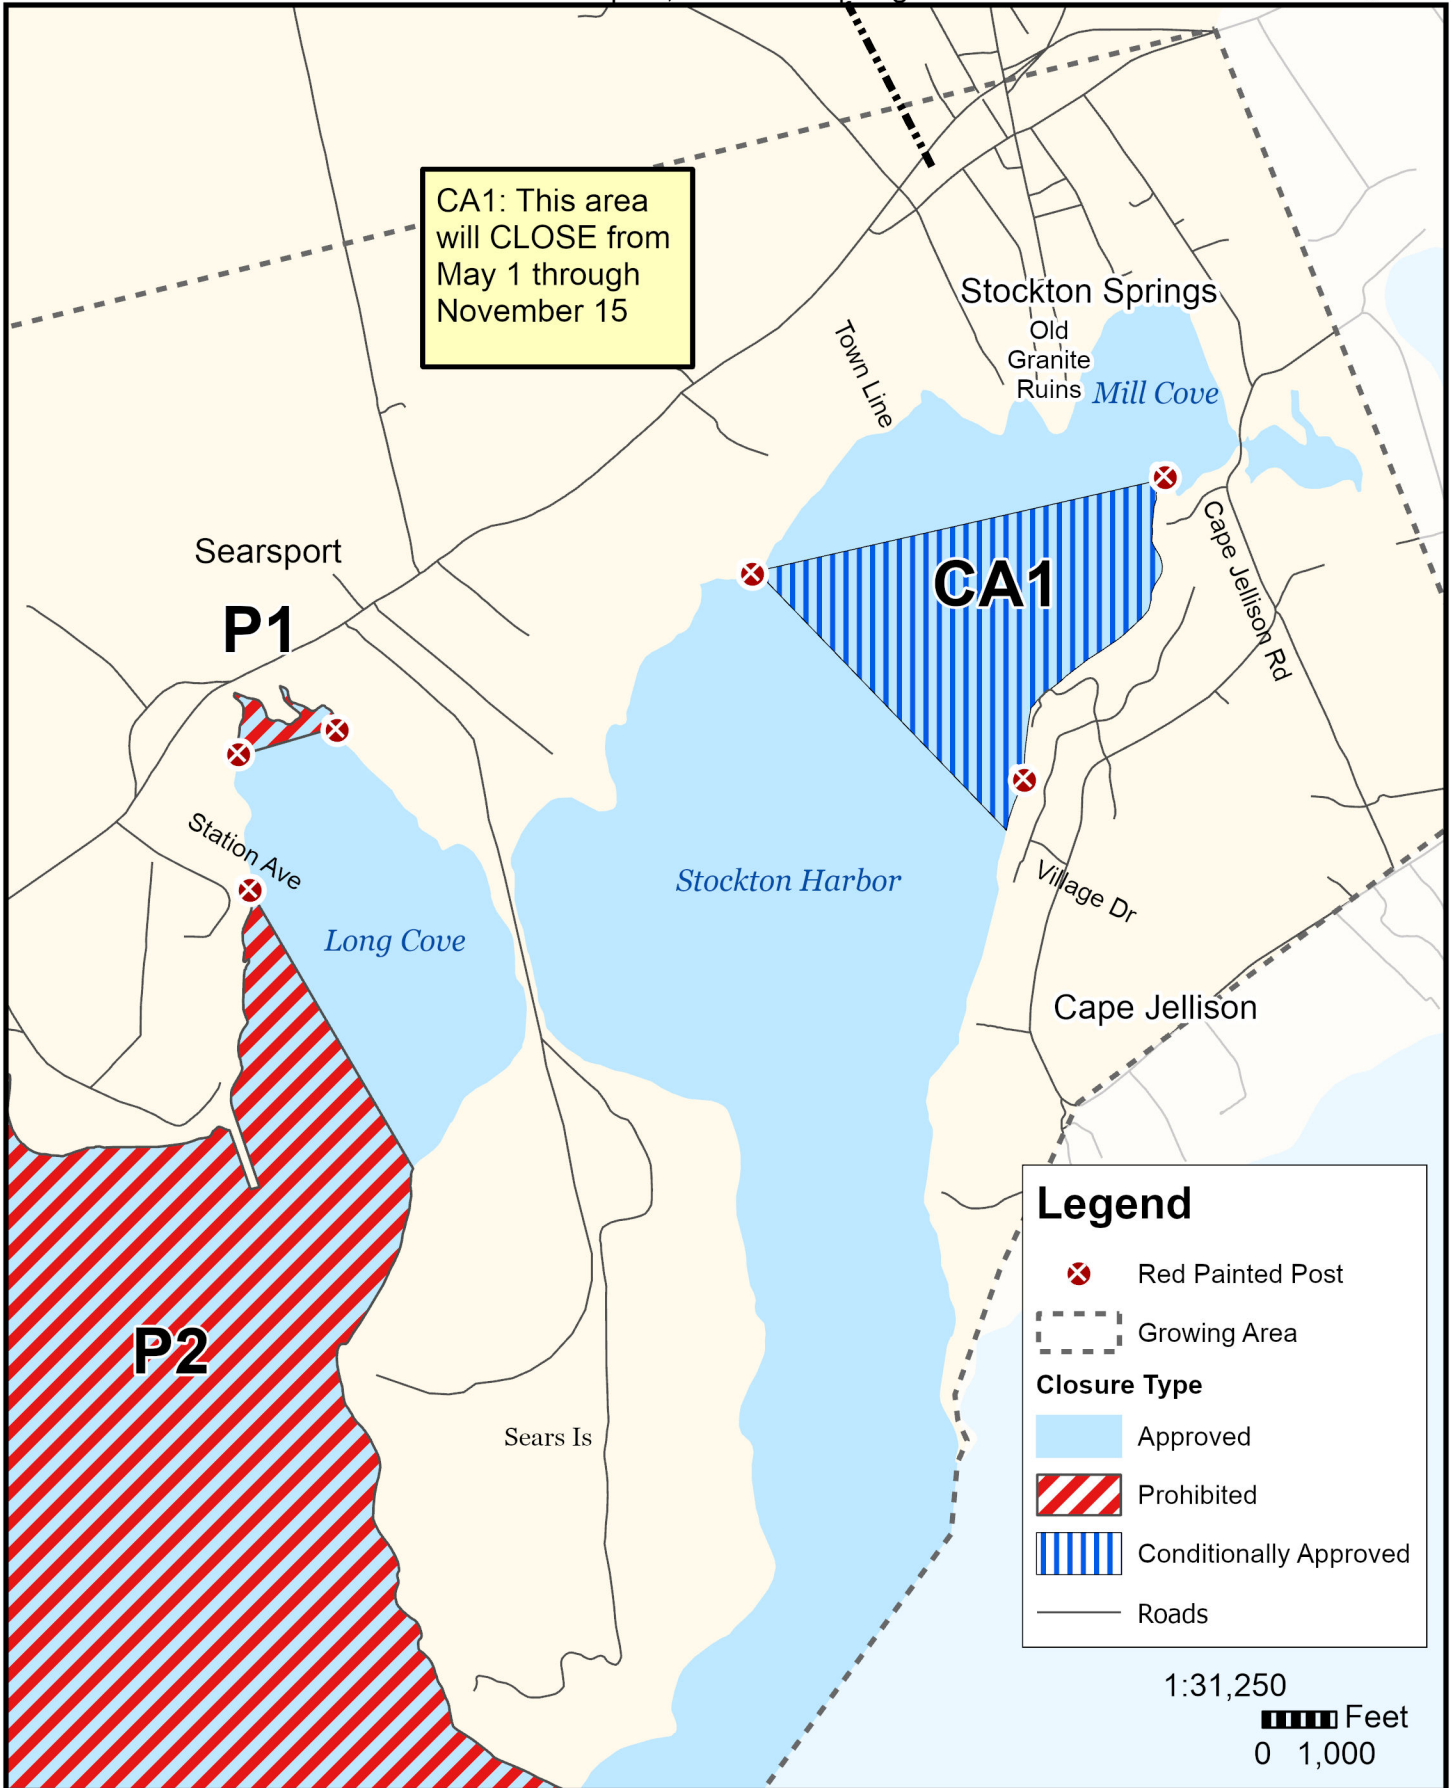 CA1: This area
will CLOSE from
May 1 through
November 15
Stockton Springs
Old
Granite
Ruins
Mill Cove
Town Line
Searsport
P1
CA1
Cape Jellison Rd
Station Ave
Stockton Harbor
Village Dr
Long Cove
Cape Jellison
P2
Sears Is
Legend
Red Painted Post
Growing Area
Closure Type
Approved
Prohibited
Conditionally Approved
Roads
1:31,250
Feet
0 1,000